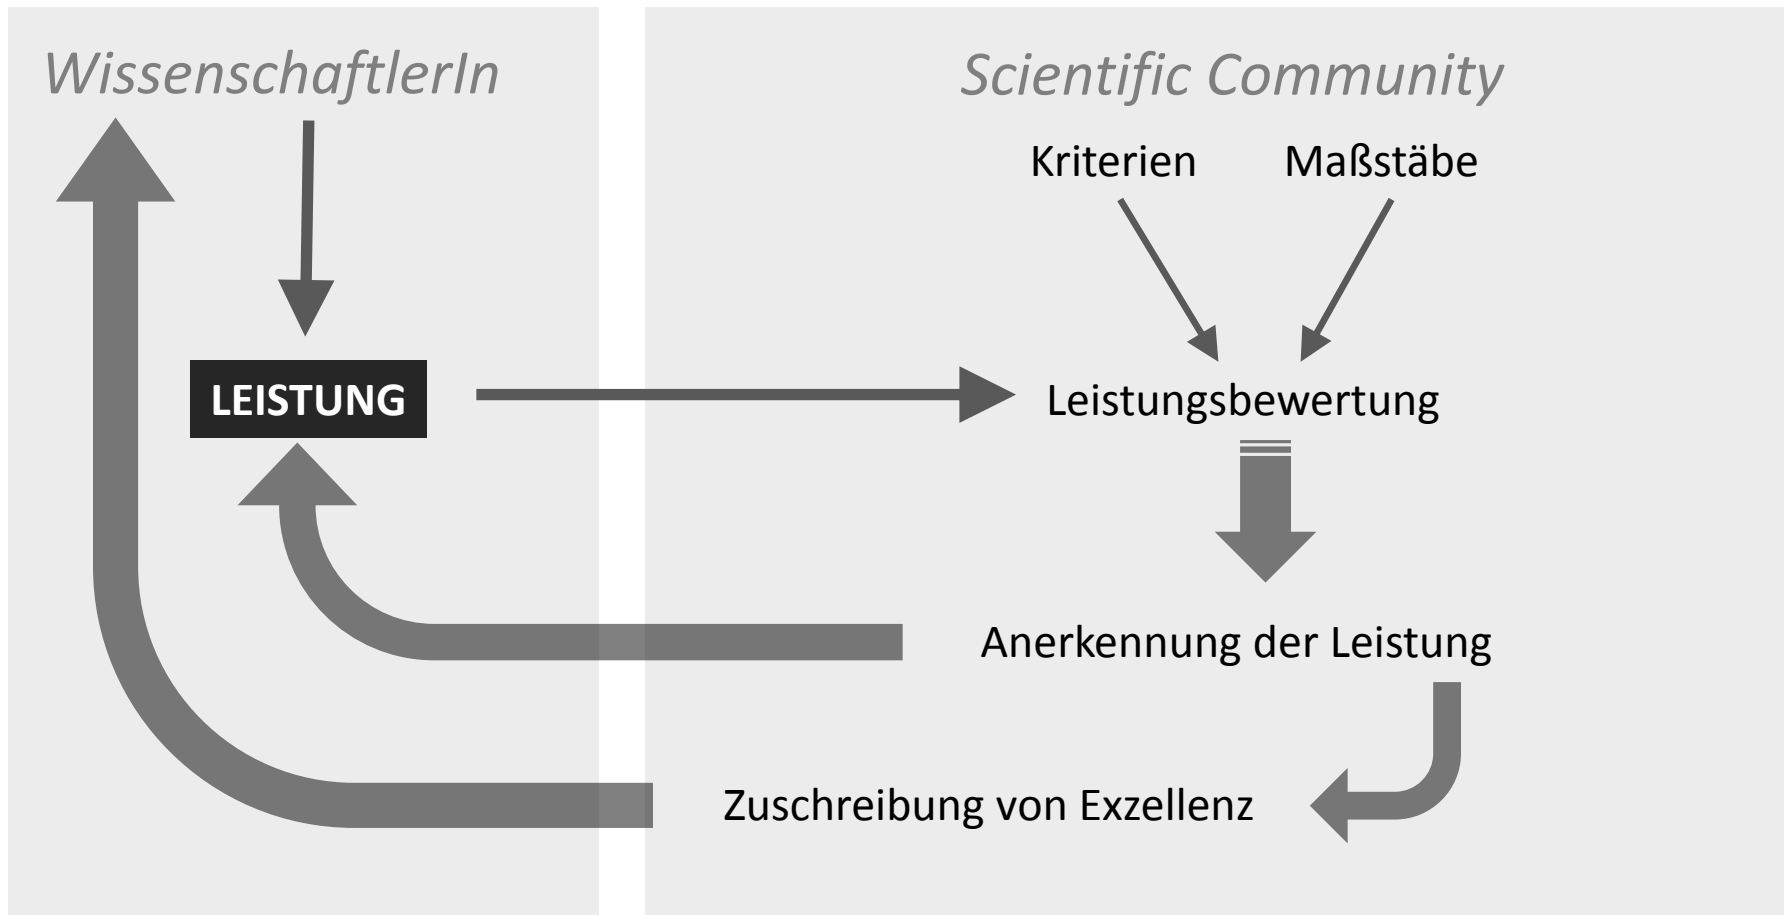 WissenschaftlerIn
Scientific Community
Kriterien
Maßstäbe
LEISTUNG
Leistungsbewertung
Anerkennung der Leistung
Zuschreibung von Exzellenz